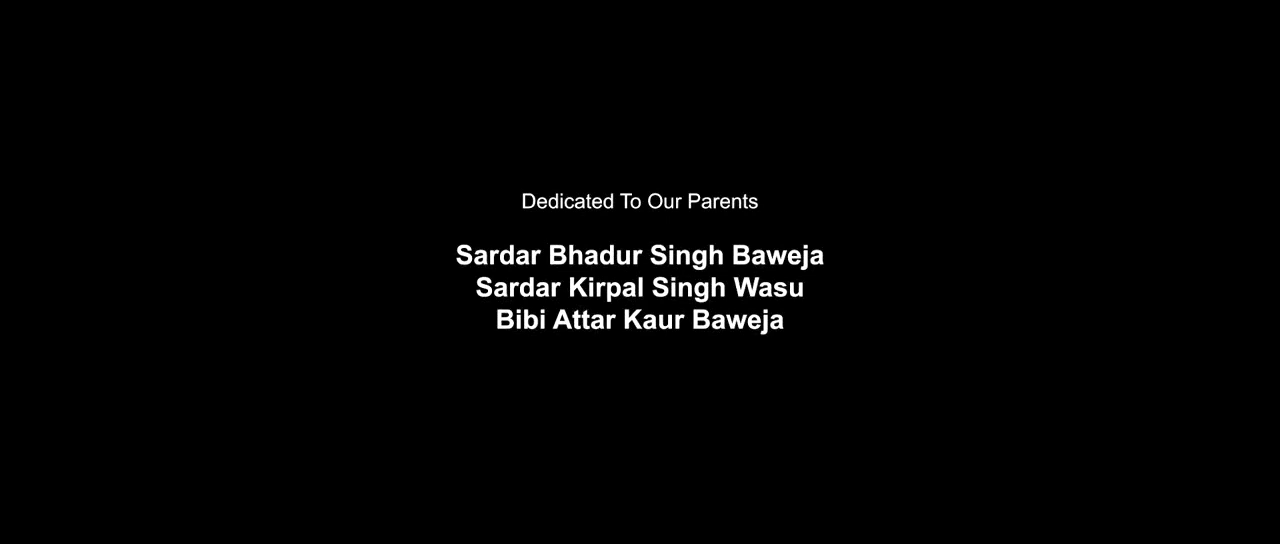 Dedicated To Our Parents
Sardar Bhadur Singh Baweja
Sardar Kirpal Singh Wasu
Bibi Attar Kaur Baweja